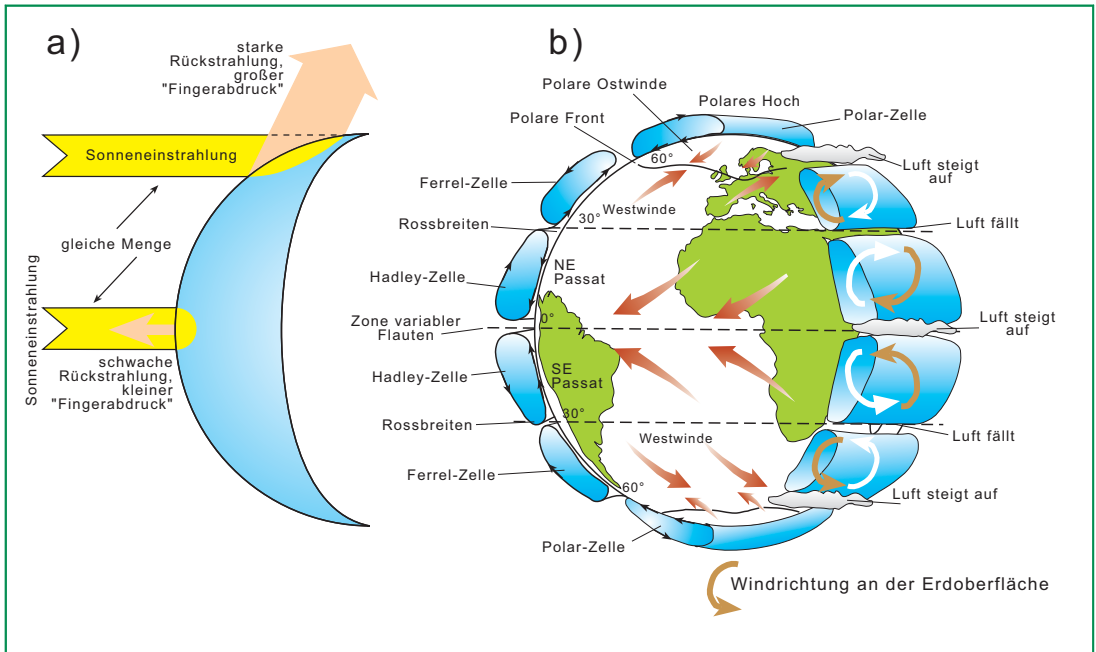 a)
starke
Rückstrahlung,
großer
"Fingerabdruck"
Sonneneinstrahlung
gleiche Menge
Sonneneinstrahlung
schwache
Rückstrahlung,
kleiner
"Fingerabdruck"
b)
Polare Ostwinde
Polares Hoch
Polare Front
Polar-Zelle
60°
Luft steigt
auf
Ferrel-Zelle
Westwinde
30°
Rossbreiten
Luft fällt
NE
Passat
Hadley-Zelle
0°
Zone variabler
Flauten
Luft steigt
auf
Hadley-Zelle
SE
Passat
30°
Rossbreiten
Westwinde
Luft fällt
Ferrel-Zelle
60°
Luft steigt auf
Polar-Zelle
Windrichtung an der Erdoberfläche